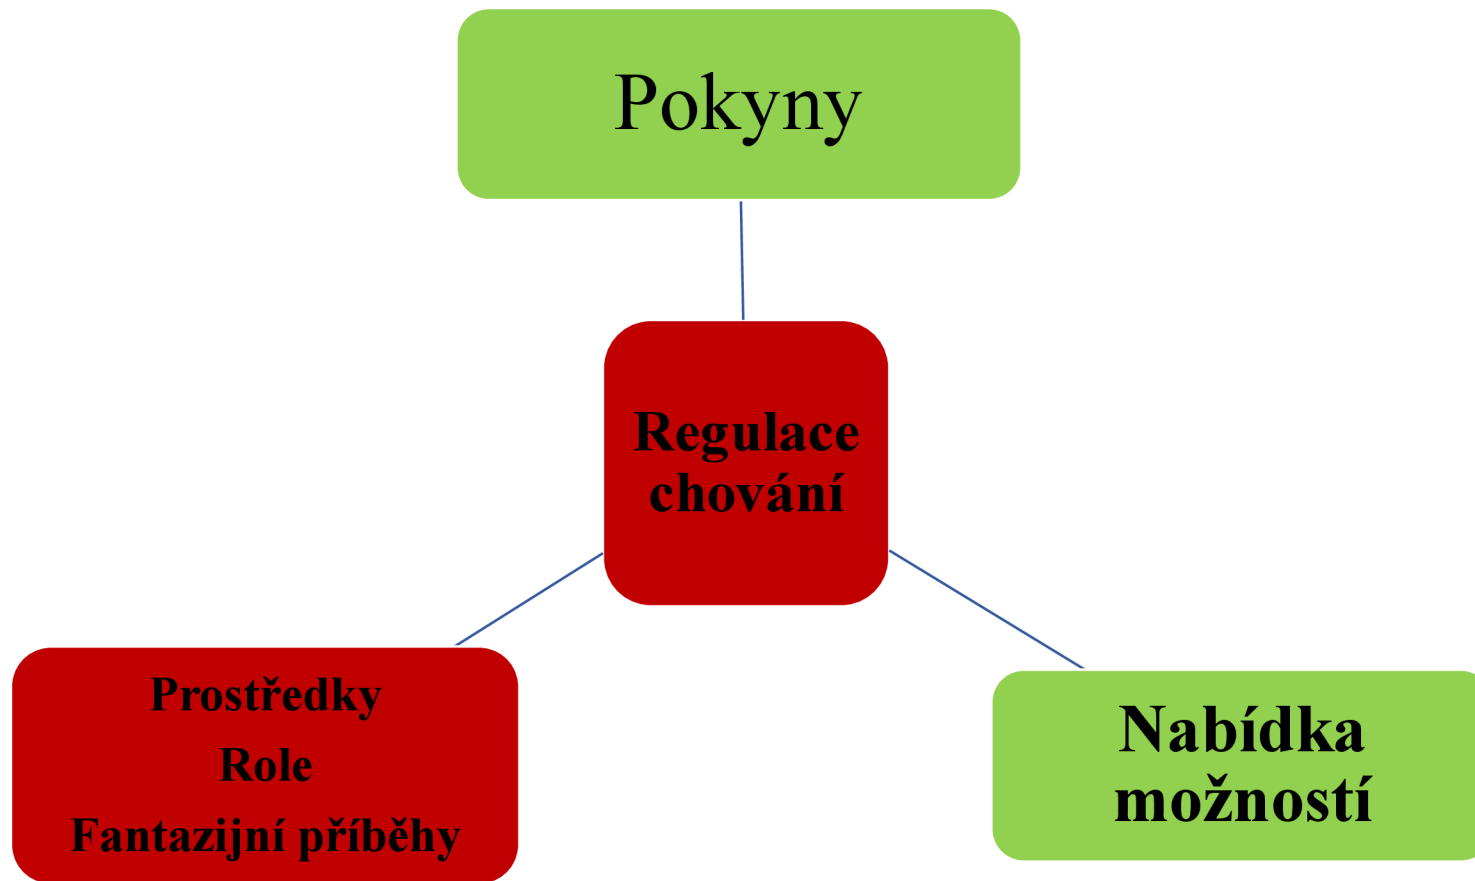 Pokyny
Regulace
chování
Prostředky
Role
Fantazijní příběhy
Nabídka
možností